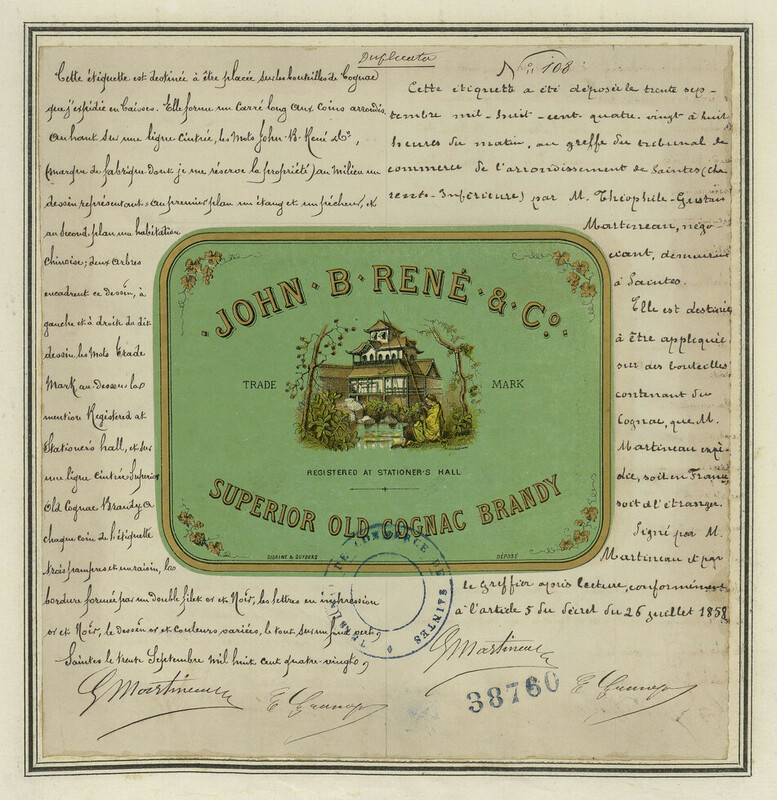 Duplicata
Cette étiquette est destinée à être placée sur les bouteilles de Cognac
que j'expédie en Caisses. Elle forme un Carré long aux Coins arrondis.
Au haut sur une ligne Cintrée, les Mots John-B-René & Co,
(marque de fabrique dont je me réserve la propriété) au Milieu un
dessin représentant: au premier plan un étang et un pêcheur, et
au Second plan une habitation
Chinoise; deux arbres
encadrent ce dessin, à
gauche et à droite du dit
dessin les Mots Trade
Mark au-dessous la
mention Registered at
Stationer's hall, et sur
une ligne Cintrée Superior
Old Cognac Brandy à
chaque coin de l'étiquette
trois pampres et un raisin, la
bordure formée par un double filet or et Noir, les lettres en impression
or et Noir, le dessin or et couleurs variées, le tout sur un fond vert,
Saintes le trente Septembre mil huit cent quatre-vingt,
GMartineau
No 108
Cette étiquette a été déposée le trente sep-
tembre mil-huit-cent-quatre-vingt à huit
heures du matin, au greffe du tribunal de
commerce de l'arrondissement de Saintes (Cha
rente-Inférieure) par M. Théophile-Gustave
Martineau, négo-
ciant, demeurant
à Saintes.
Elle est destinée
à être appliquée
sur des bouteilles
contenant du
Cognac, que M.
Martineau expé-
die, soit en France
soit à l'étranger.
Signé par M.
Martineau et par
le Greffier après lecture, conformément
à l'article 5 du décret du 26 juillet 1858
GMartineau
38760
JOHN · B · RENÉ · & · Co.
TRADE MARK
REGISTERED AT STATIONER'S HALL
SUPERIOR OLD COGNAC BRANDY
DÉPOSÉ
COMMERCE DE SAINTES